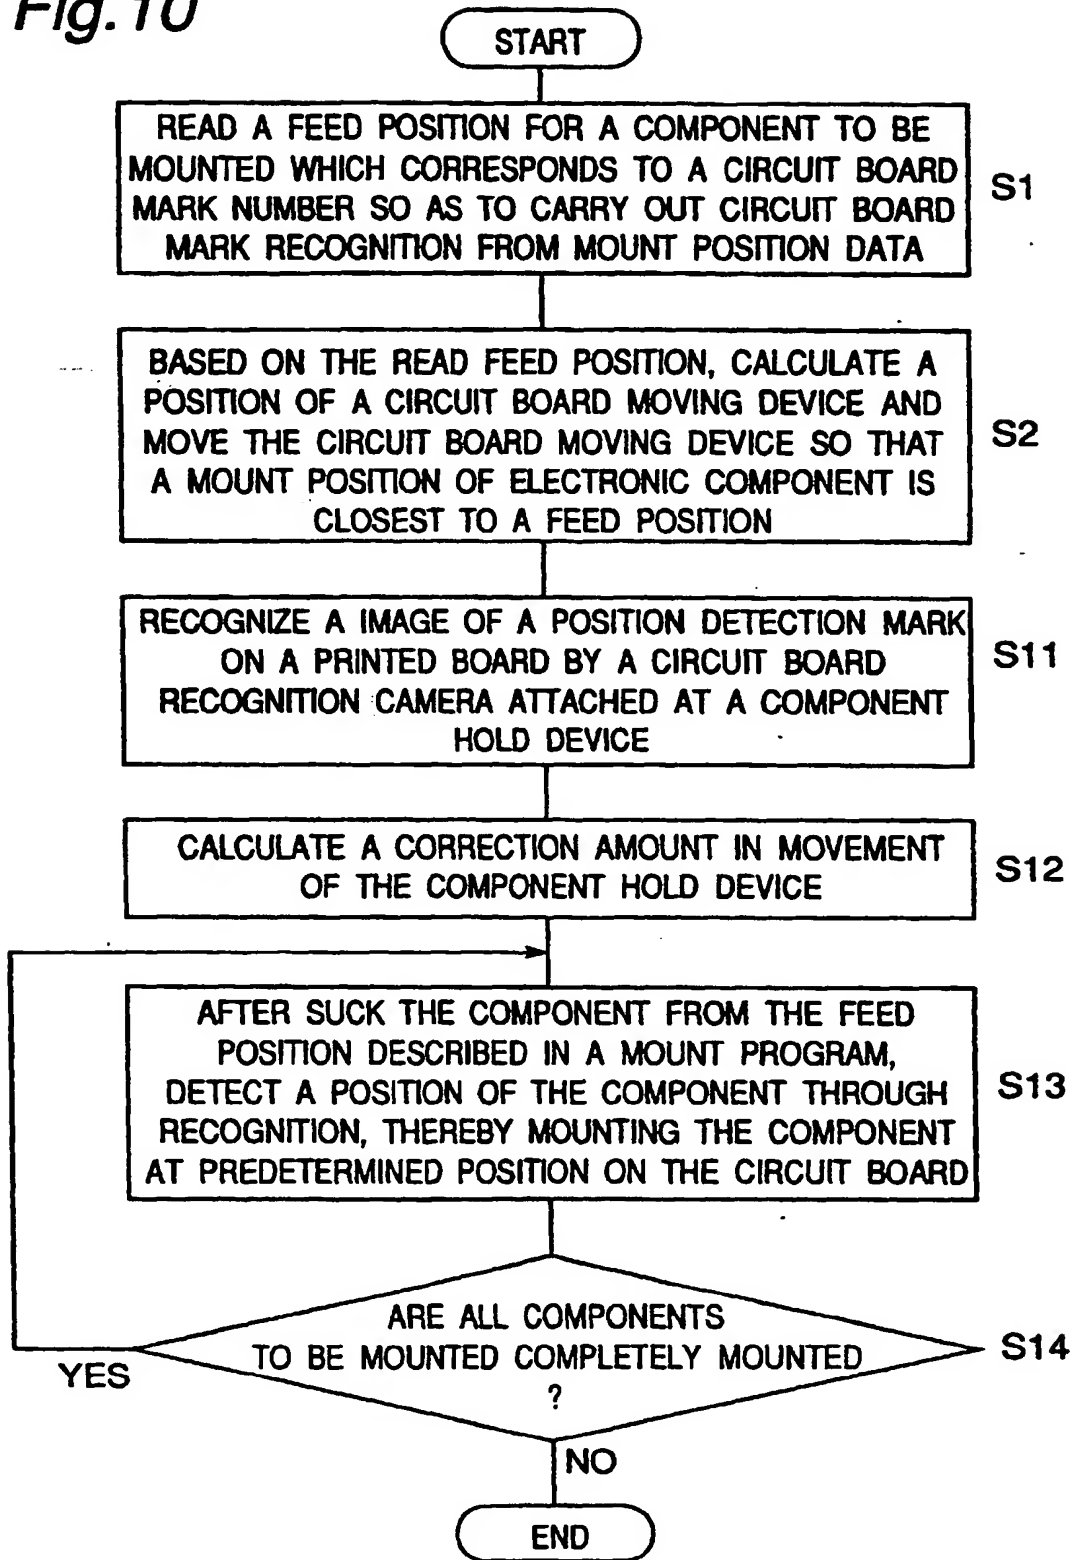 Fig. 10
START
READ A FEED POSITION FOR A COMPONENT TO BE
MOUNTED WHICH CORRESPONDS TO A CIRCUIT BOARD
MARK NUMBER SO AS TO CARRY OUT CIRCUIT BOARD
MARK RECOGNITION FROM MOUNT POSITION DATA
S1
BASED ON THE READ FEED POSITION, CALCULATE A
POSITION OF A CIRCUIT BOARD MOVING DEVICE AND
MOVE THE CIRCUIT BOARD MOVING DEVICE SO THAT
A MOUNT POSITION OF ELECTRONIC COMPONENT IS
CLOSEST TO A FEED POSITION
S2
RECOGNIZE A IMAGE OF A POSITION DETECTION MARK
ON A PRINTED BOARD BY A CIRCUIT BOARD
RECOGNITION CAMERA ATTACHED AT A COMPONENT
HOLD DEVICE
S11
CALCULATE A CORRECTION AMOUNT IN MOVEMENT
OF THE COMPONENT HOLD DEVICE
S12
AFTER SUCK THE COMPONENT FROM THE FEED
POSITION DESCRIBED IN A MOUNT PROGRAM,
DETECT A POSITION OF THE COMPONENT THROUGH
RECOGNITION, THEREBY MOUNTING THE COMPONENT
AT PREDETERMINED POSITION ON THE CIRCUIT BOARD
S13
ARE ALL COMPONENTS
TO BE MOUNTED COMPLETELY MOUNTED
?
S14
YES
NO
END